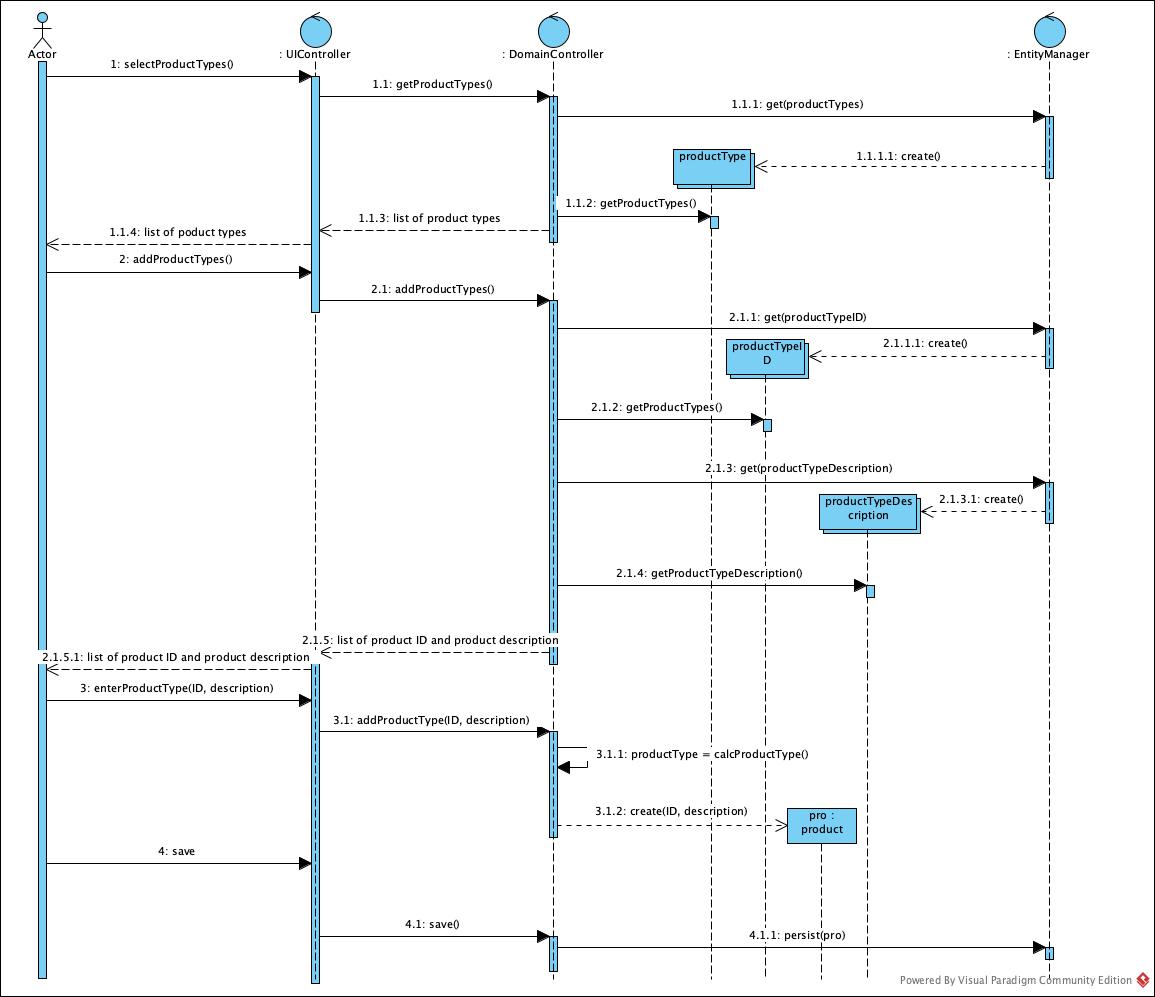 Actor
: UIController
: DomainController
: EntityManager
1: selectProductTypes()
1.1: getProductTypes()
1.1.1: get(productTypes)
productType
1.1.1.1: create()
1.1.2: getProductTypes()
1.1.3: list of product types
1.1.4: list of poduct types
2: addProductTypes()
2.1: addProductTypes()
2.1.1: get(productTypeID)
productTypeI
D
2.1.1.1: create()
2.1.2: getProductTypes()
2.1.3: get(productTypeDescription)
productTypeDes
cription
2.1.3.1: create()
2.1.4: getProductTypeDescription()
2.1.5: list of product ID and product description
2.1.5.1: list of product ID and product description
3: enterProductType(ID, description)
3.1: addProductType(ID, description)
3.1.1: productType = calcProductType()
3.1.2: create(ID, description)
pro :
product
4: save
4.1: save()
4.1.1: persist(pro)
Powered By Visual Paradigm Community Edition